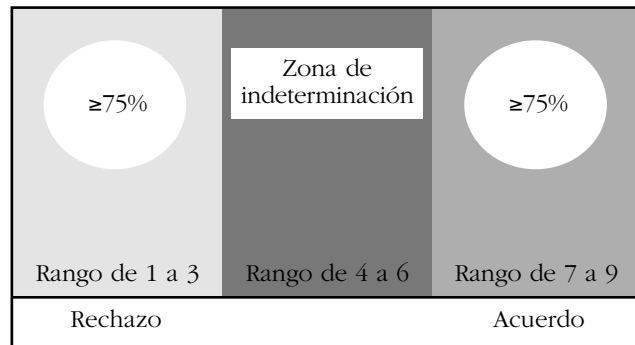 ≥75%
Zona de
indeterminación
≥75%
Rango de 1 a 3
Rango de 4 a 6
Rango de 7 a 9
Rechazo
Acuerdo